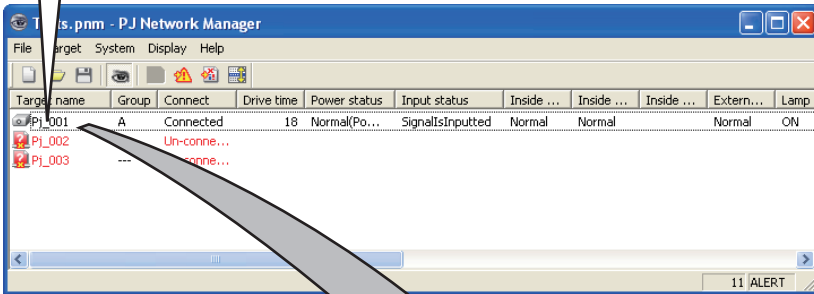 ts.pnm - PJ Network Manager
File arget System Display Help
Target name Group Connect Drive time Power status Input status Inside ... Inside ... Inside ... Extern... Lamp
Pj_001 A Connected 18 Normal(Po... SignalIsInputted Normal Normal Normal ON
Pj_002 Un-conne...
Pj_003 --- conne...
11 ALERT